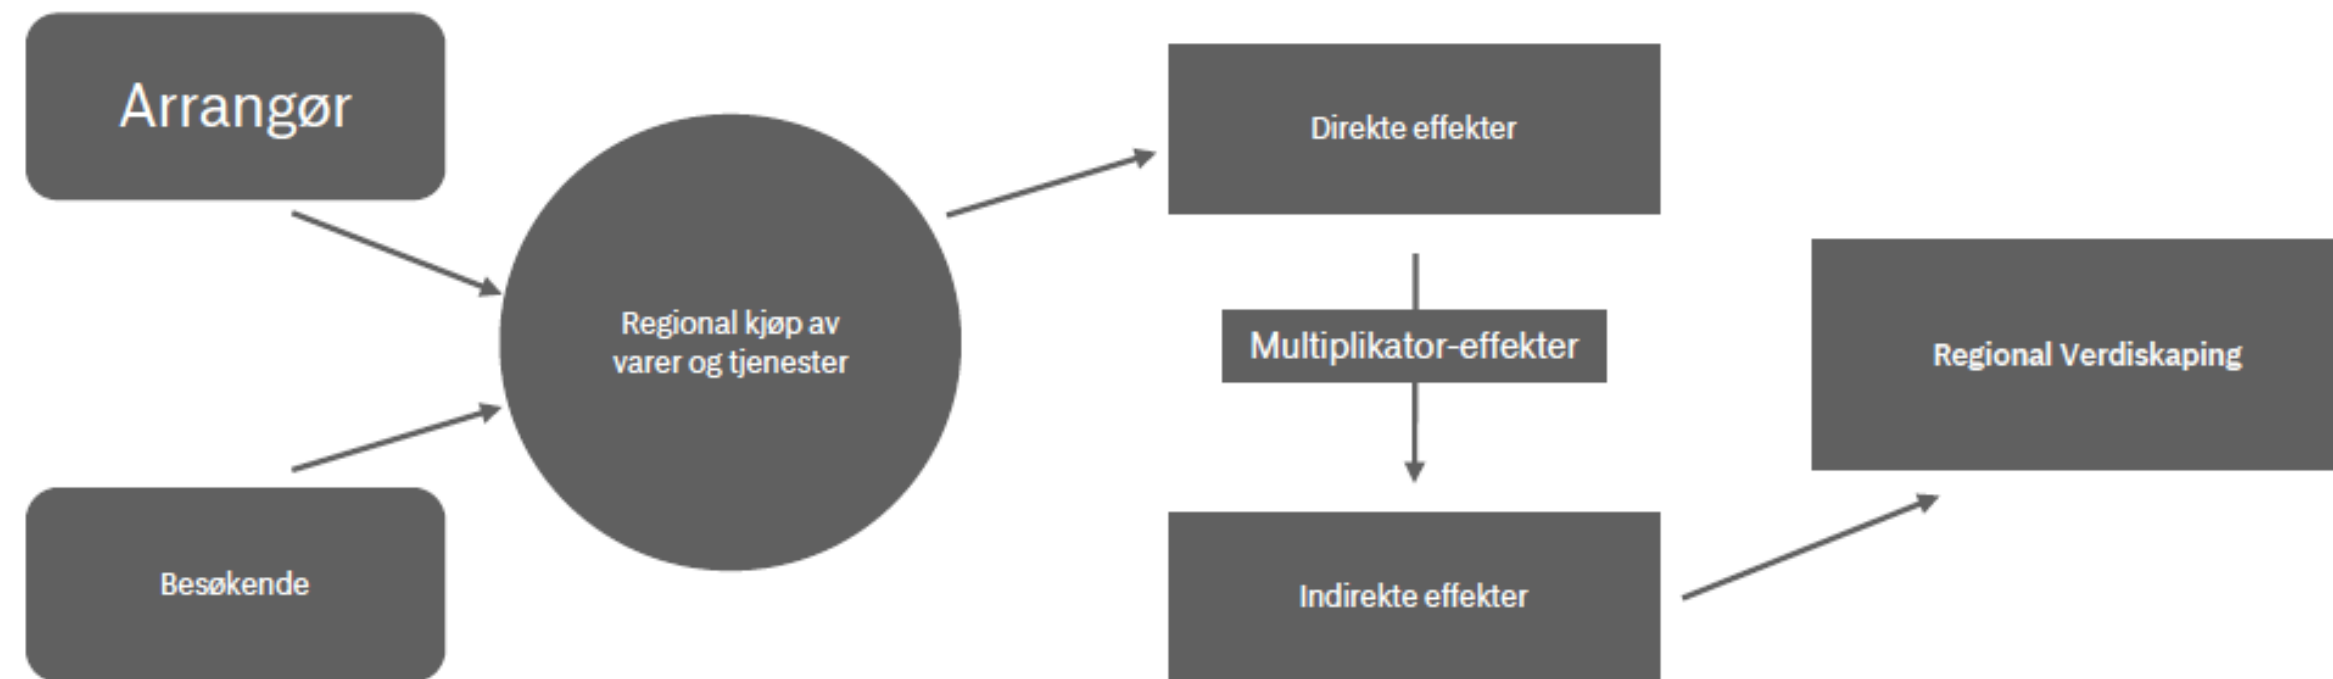 Arrangør
Besøkende
Regional kjøp av
varer og tjenester
Direkte effekter
Multiplikator-effekter
Indirekte effekter
Regional Verdiskaping